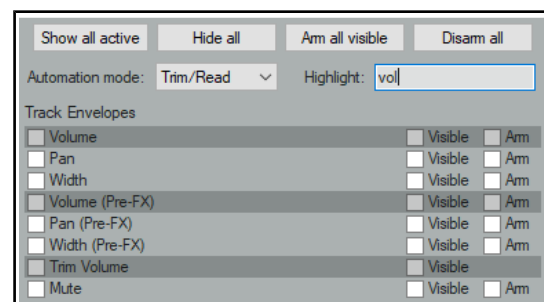 Show all active Hide all Arm all visible Disarm all
Automation mode: Trim/Read Highlight: vol
Track Envelopes
Volume Visible Arm
Pan Visible Arm
Width Visible Arm
Volume (Pre-FX) Visible Arm
Pan (Pre-FX) Visible Arm
Width (Pre-FX) Visible Arm
Trim Volume Visible
Mute Visible Arm